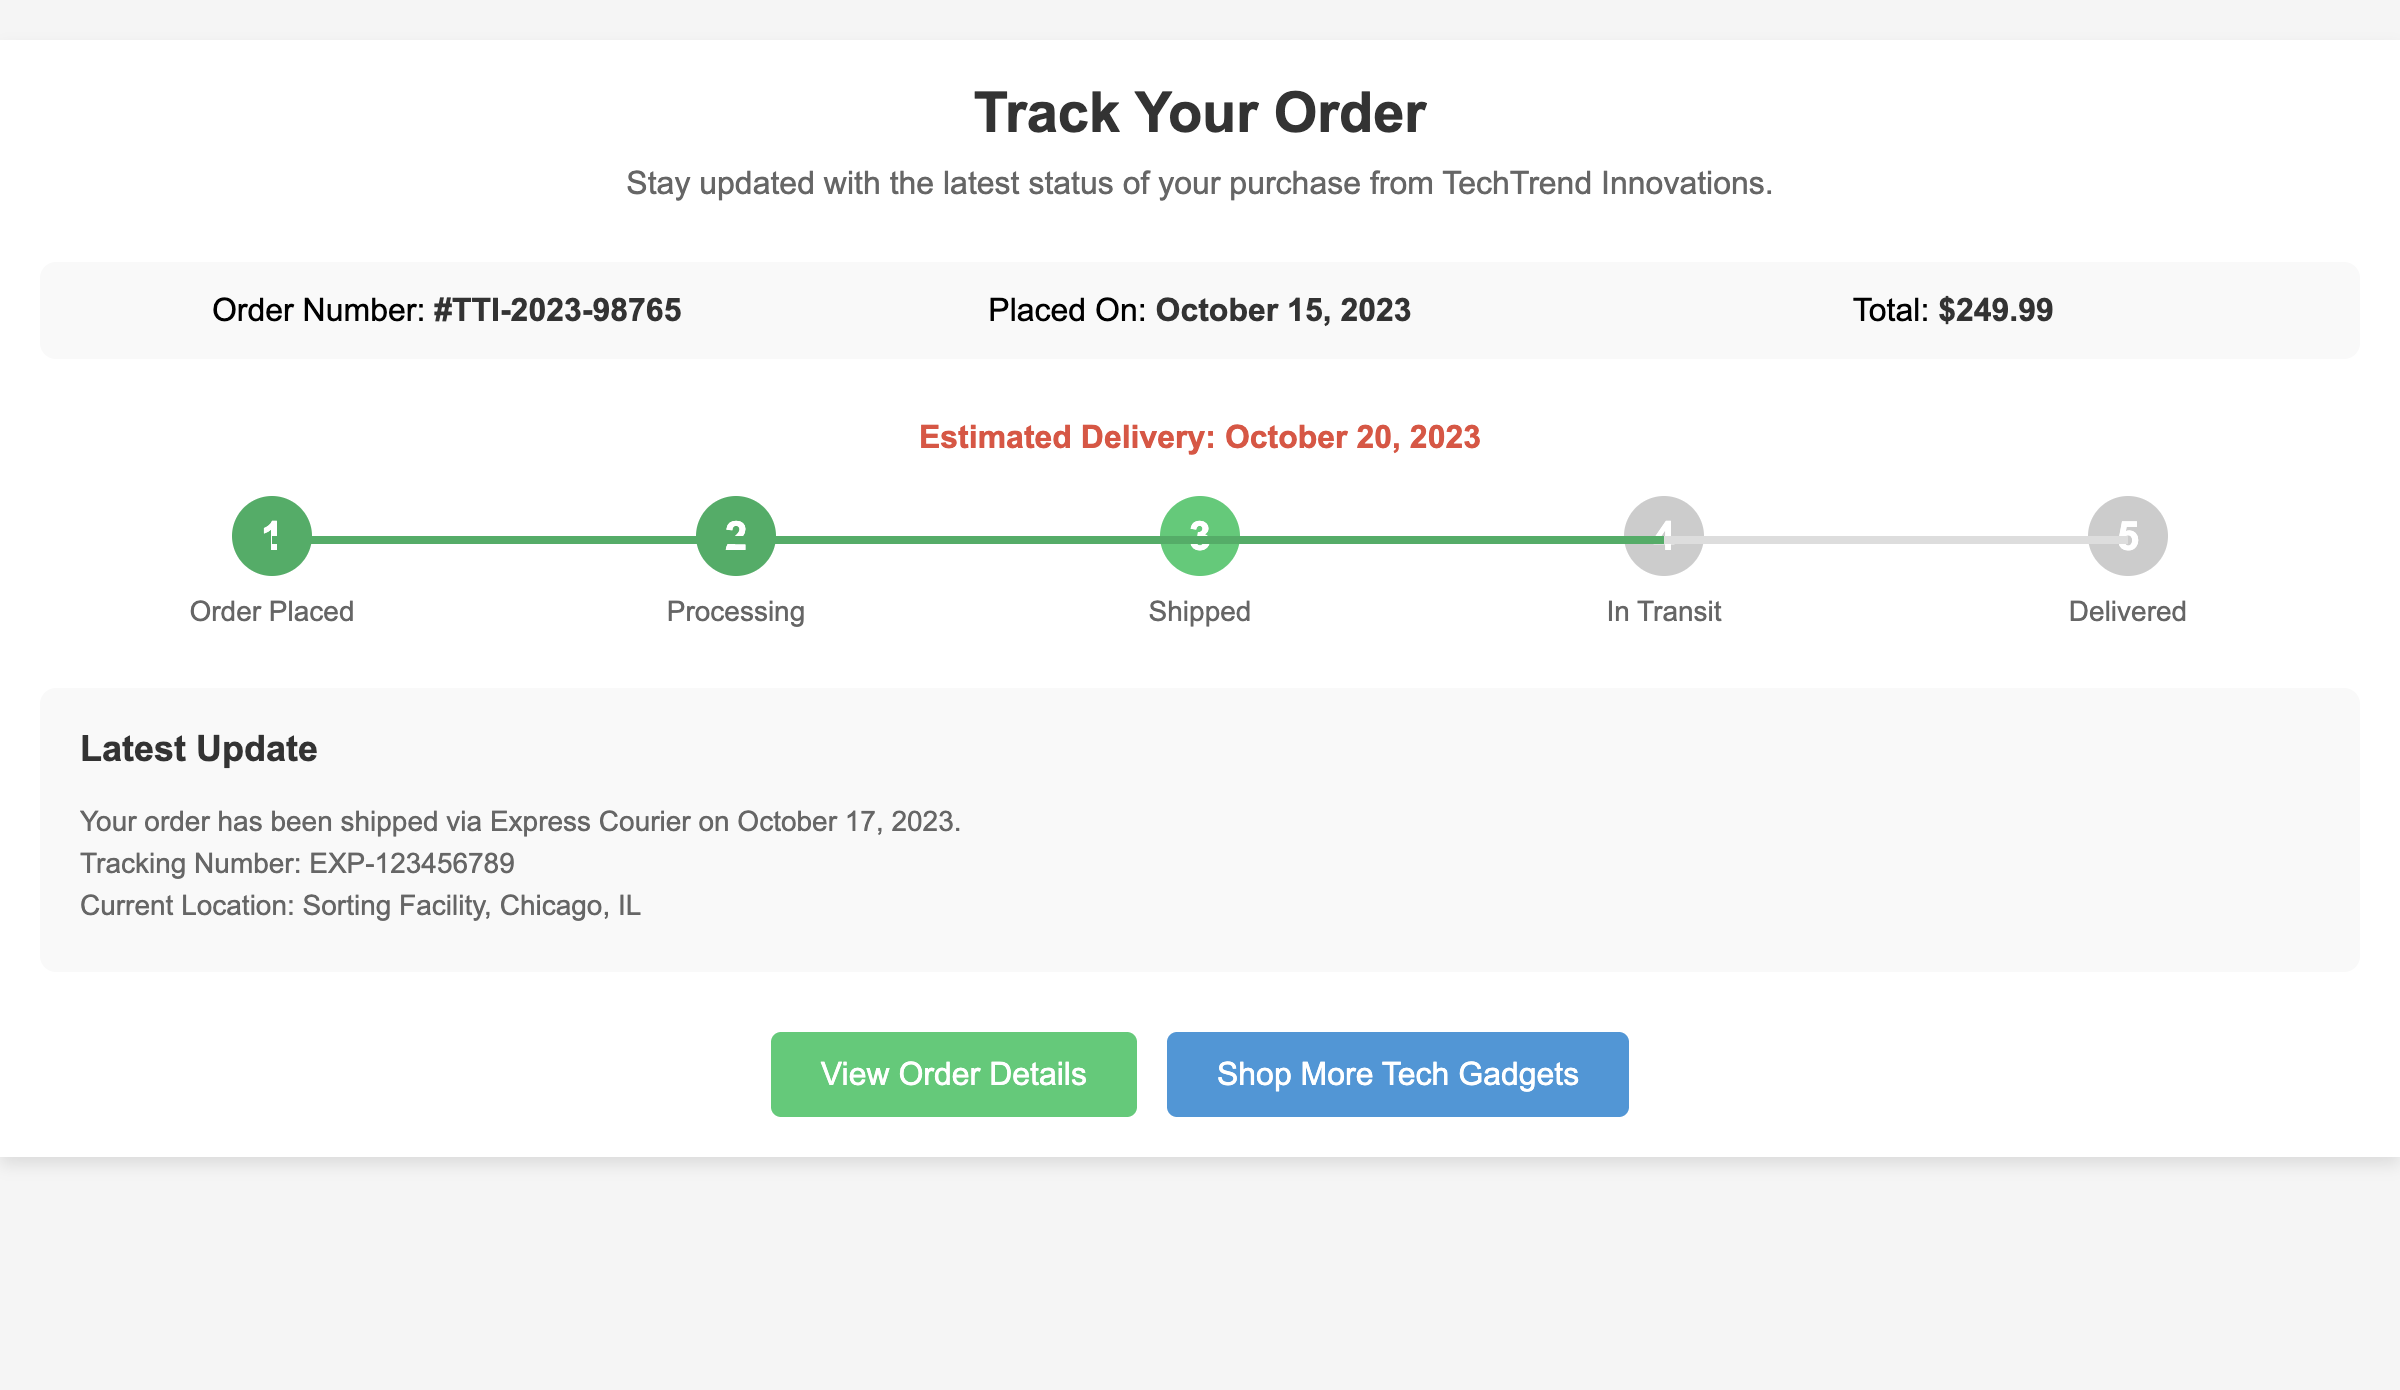 Track Your Order
Stay updated with the latest status of your purchase from TechTrend Innovations.
Order Number: #TTI-2023-98765 Placed On: October 15, 2023 Total: $249.99
Estimated Delivery: October 20, 2023
1 2 3 4 5
Order Placed Processing Shipped In Transit Delivered
Latest Update
Your order has been shipped via Express Courier on October 17, 2023.
Tracking Number: EXP-123456789
Current Location: Sorting Facility, Chicago, IL
View Order Details Shop More Tech Gadgets